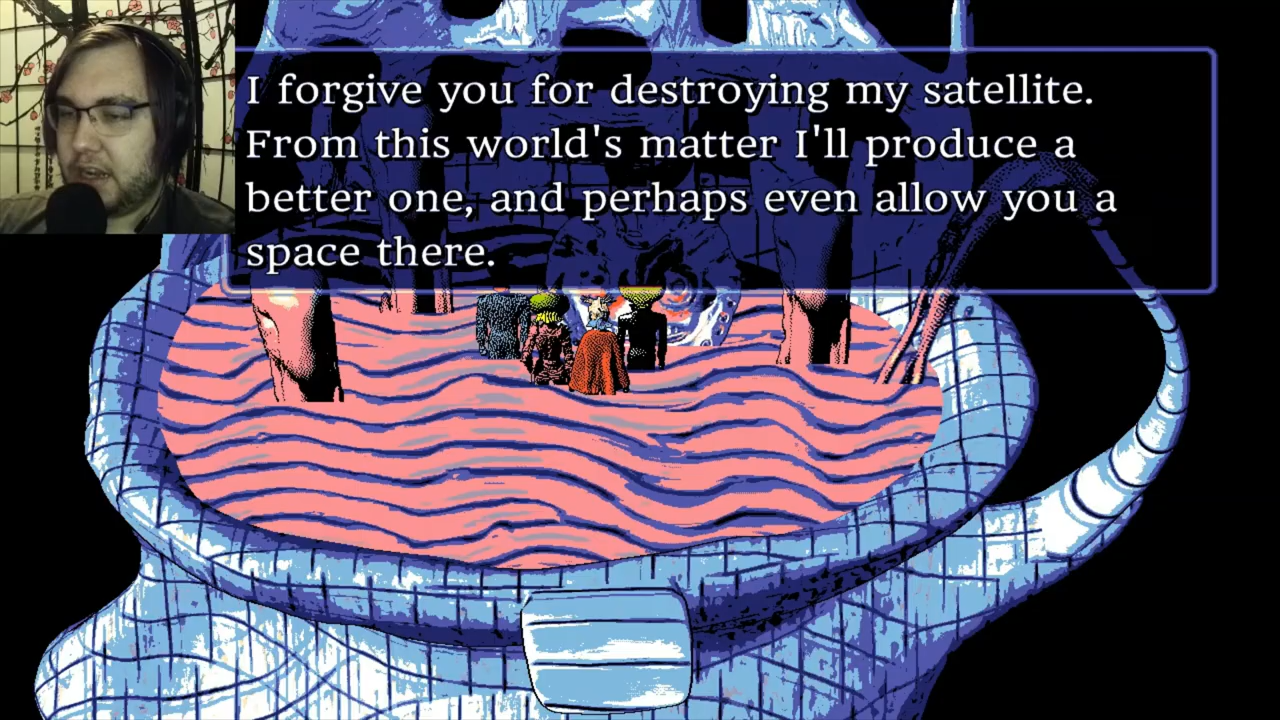 I forgive you for destroying my satellite.
From this world's matter I'll produce a
better one, and perhaps even allow you a
space there.